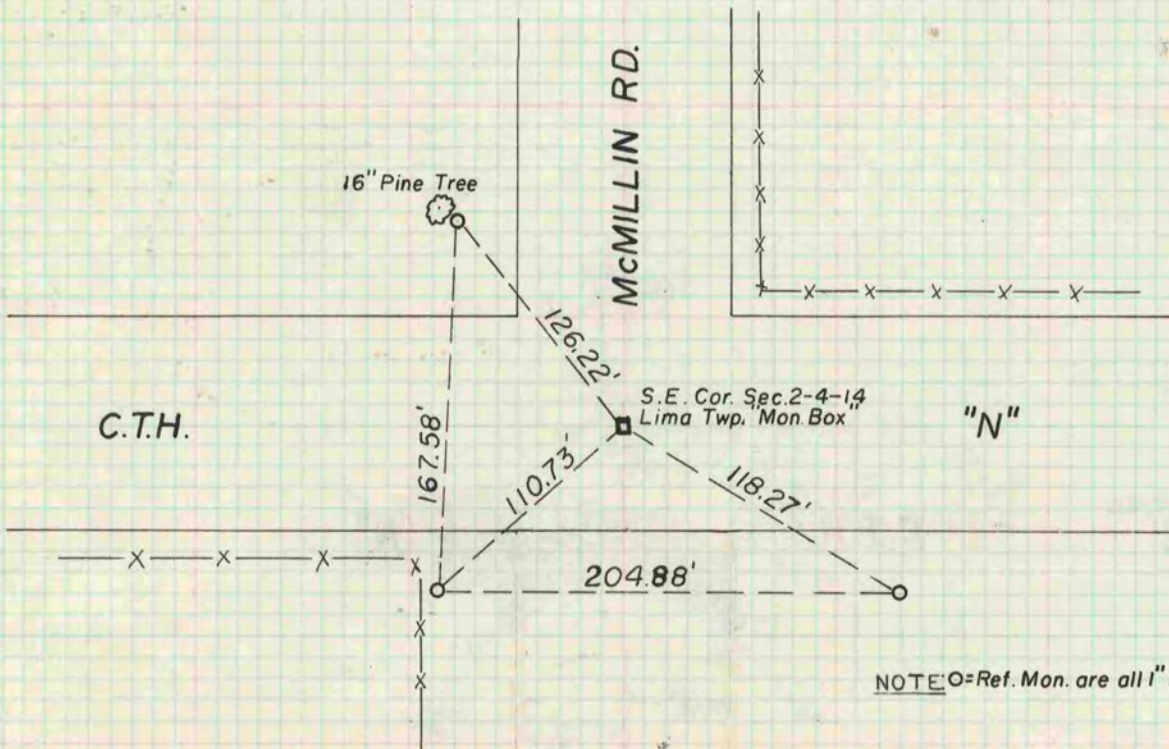 McMILLIN RD.
16" Pine Tree
126.22'
S.E. Cor. Sec. 2-4-14
Lima Twp. "Mon. Box"
C.T.H.
"N"
167.58'
110.73'
118.27'
204.88'
NOTE: O=Ref. Mon. are all 1"